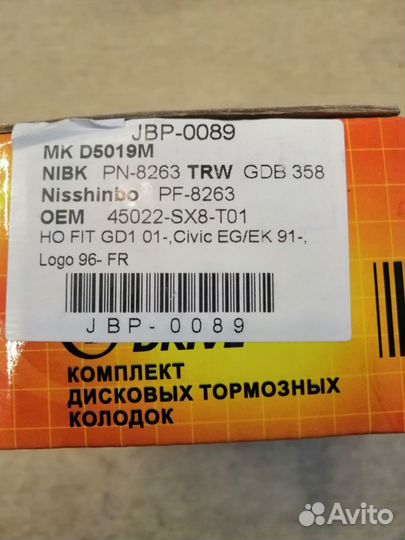 JBP-0089
MK D5019M
NIBK PN-8263 TRW GDB 358
Nisshinbo PF-8263
OEM 45022-SX8-T01
HO FIT GD1 01-,Civic EG/EK 91-,
Logo 96- FR
JBP-0089
DRIVE
КОМПЛЕКТ
ДИСКОВЫХ ТОРМОЗНЫХ
КОЛОДОК
Avito